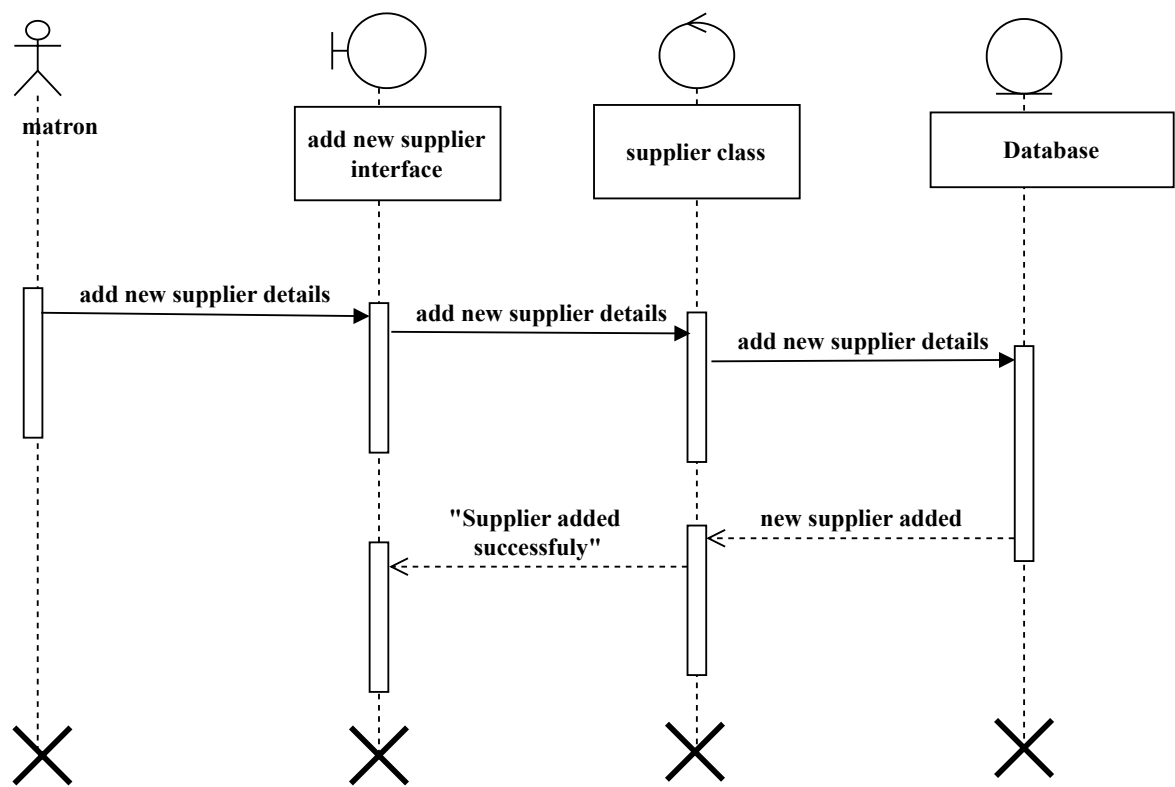 matron
add new supplier
interface
supplier class
Database
add new supplier details
add new supplier details
add new supplier details
"Supplier added
successfuly"
new supplier added